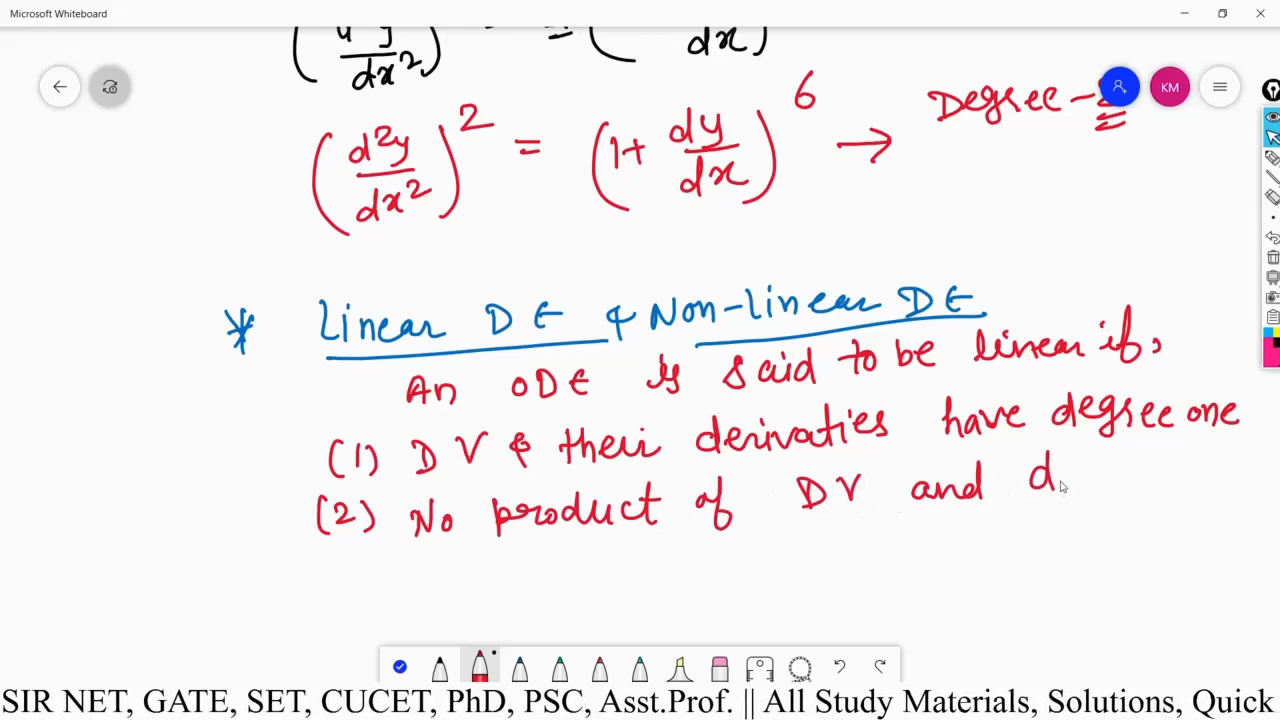 Microsoft Whiteboard
dx²
dx)
(d²y/dx²)² = (1+ dy/dx)⁶ → Degree -
KM
* Linear DE & Non-linear DE
An ODE is said to be linear if,
(1) DV & their derivaties have degree one
(2) No product of DV and d
SIR NET, GATE, SET, CUCET, PhD, PSC, Asst.Prof. || All Study Materials, Solutions, Quick